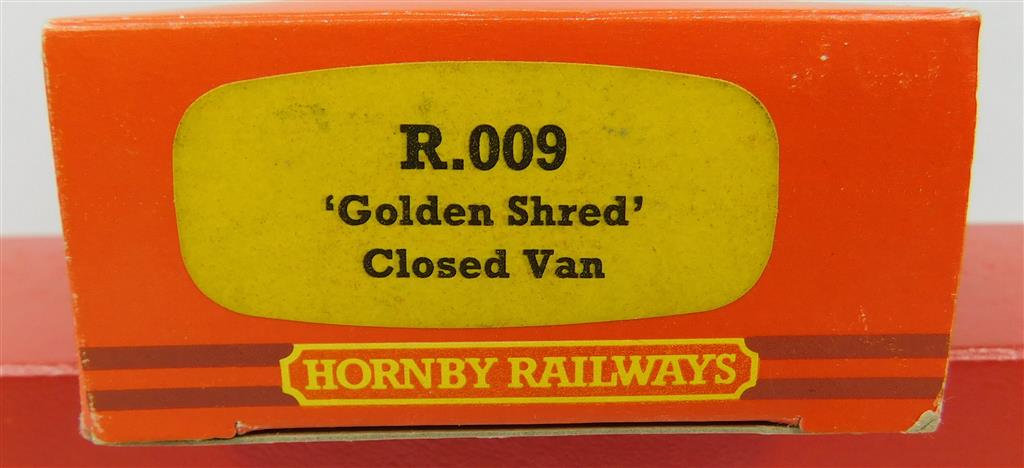 R.009
‘Golden Shred’
Closed Van
HORNBY RAILWAYS